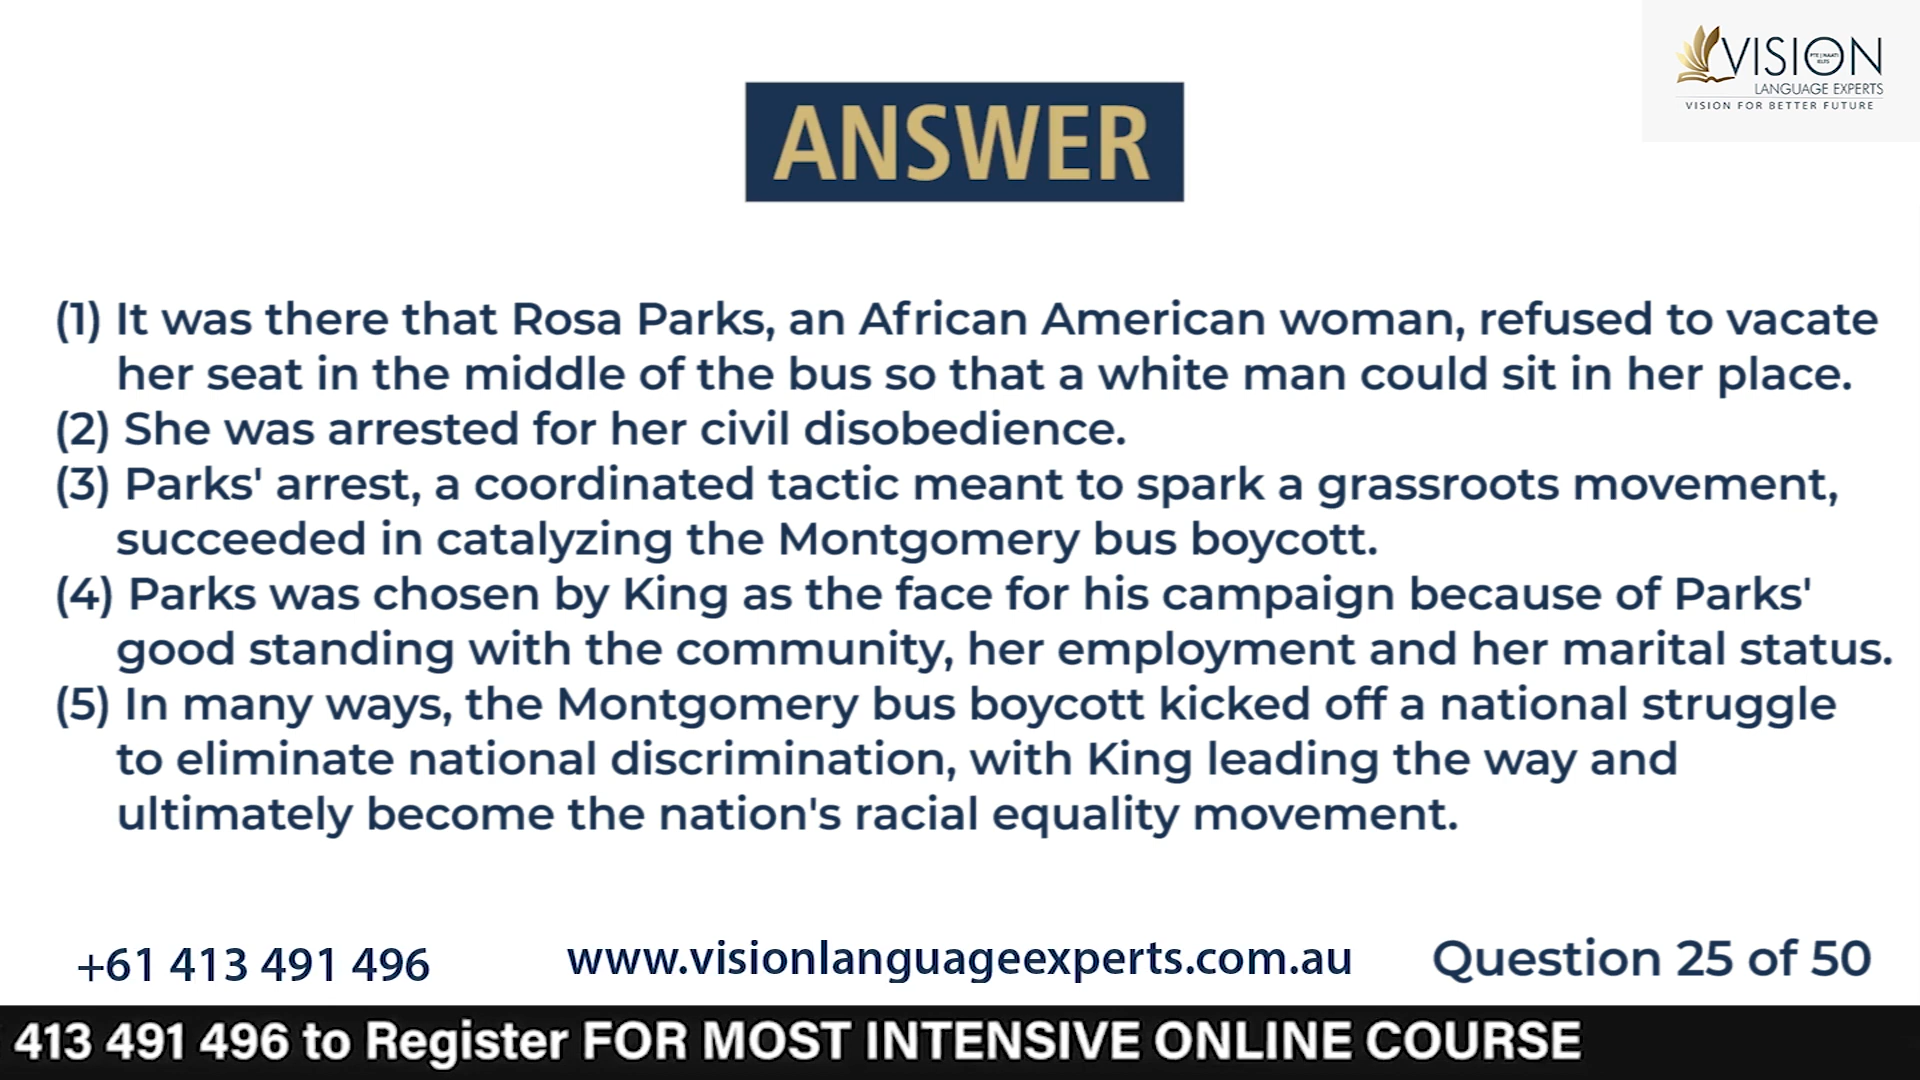 VISION
LANGUAGE EXPERTS
VISION FOR BETTER FUTURE
ANSWER
(1) It was there that Rosa Parks, an African American woman, refused to vacate
her seat in the middle of the bus so that a white man could sit in her place.
(2) She was arrested for her civil disobedience.
(3) Parks' arrest, a coordinated tactic meant to spark a grassroots movement,
succeeded in catalyzing the Montgomery bus boycott.
(4) Parks was chosen by King as the face for his campaign because of Parks'
good standing with the community, her employment and her marital status.
(5) In many ways, the Montgomery bus boycott kicked off a national struggle
to eliminate national discrimination, with King leading the way and
ultimately become the nation's racial equality movement.
+61 413 491 496
www.visionlanguageexperts.com.au
Question 25 of 50
413 491 496 to Register FOR MOST INTENSIVE ONLINE COURSE